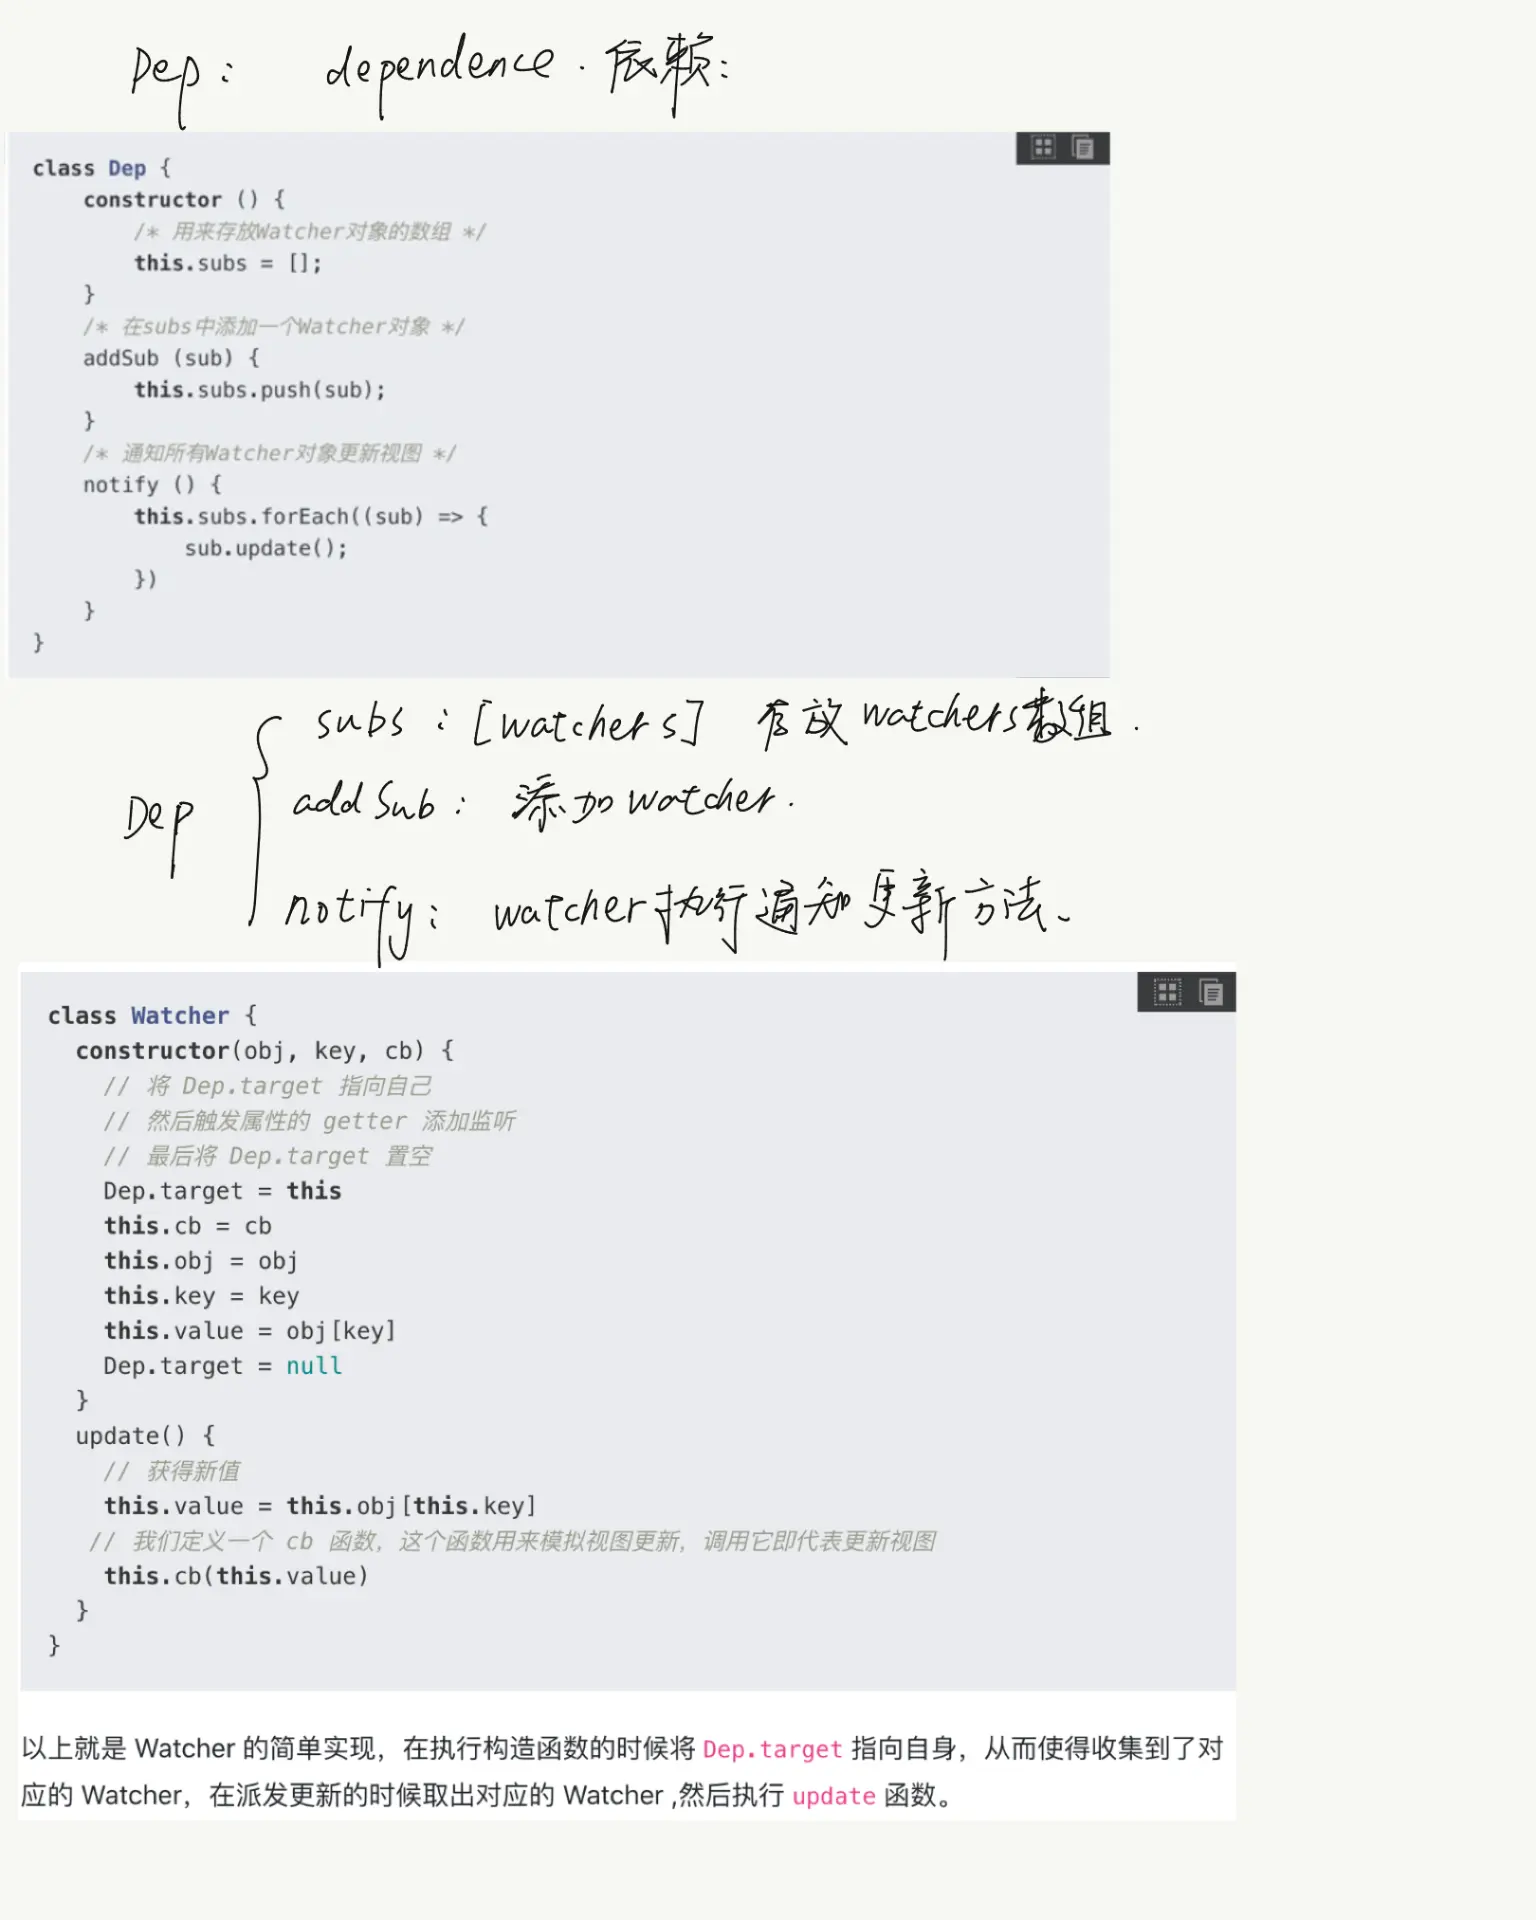 Dep: dependence. 依赖:
class Dep {
    constructor () {
        /* 用来存放Watcher对象的数组 */
        this.subs = [];
    }
    /* 在subs中添加一个Watcher对象 */
    addSub (sub) {
        this.subs.push(sub);
    }
    /* 通知所有Watcher对象更新视图 */
    notify () {
        this.subs.forEach((sub) => {
            sub.update();
        })
    }
}
subs : [watchers] 存放watchers数组.
Dep
addSub : 添加watcher.
notify: watcher执行通知更新方法、
class Watcher {
  constructor(obj, key, cb) {
    // 将 Dep.target 指向自己
    // 然后触发属性的 getter 添加监听
    // 最后将 Dep.target 置空
    Dep.target = this
    this.cb = cb
    this.obj = obj
    this.key = key
    this.value = obj[key]
    Dep.target = null
  }
  update() {
    // 获得新值
    this.value = this.obj[this.key]
   // 我们定义一个 cb 函数，这个函数用来模拟视图更新，调用它即代表更新视图
    this.cb(this.value)
  }
}
以上就是 Watcher 的简单实现，在执行构造函数的时候将 Dep.target 指向自身，从而使得收集到了对
应的 Watcher，在派发更新的时候取出对应的 Watcher ,然后执行 update 函数。